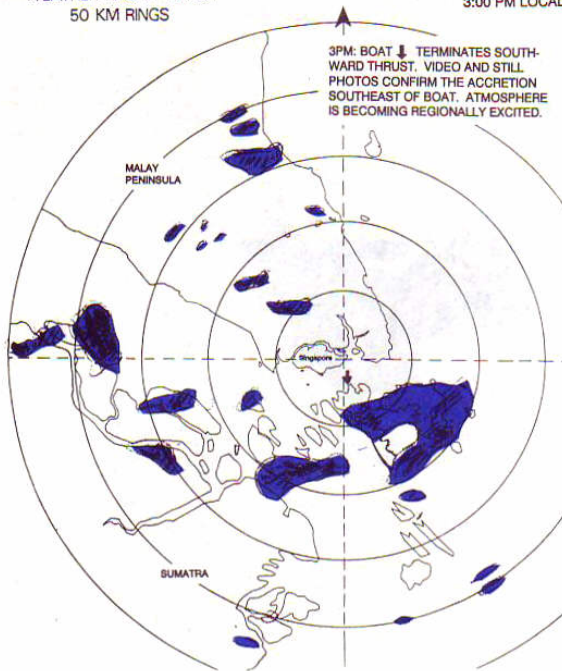 50 KM RINGS
3:00 PM LOCAL
3PM: BOAT ⬇ TERMINATES SOUTH-
WARD THRUST. VIDEO AND STILL
PHOTOS CONFIRM THE ACCRETION
SOUTHEAST OF BOAT. ATMOSPHERE
IS BECOMING REGIONALLY EXCITED.
MALAY
PENINSULA
Singapore
SUMATRA